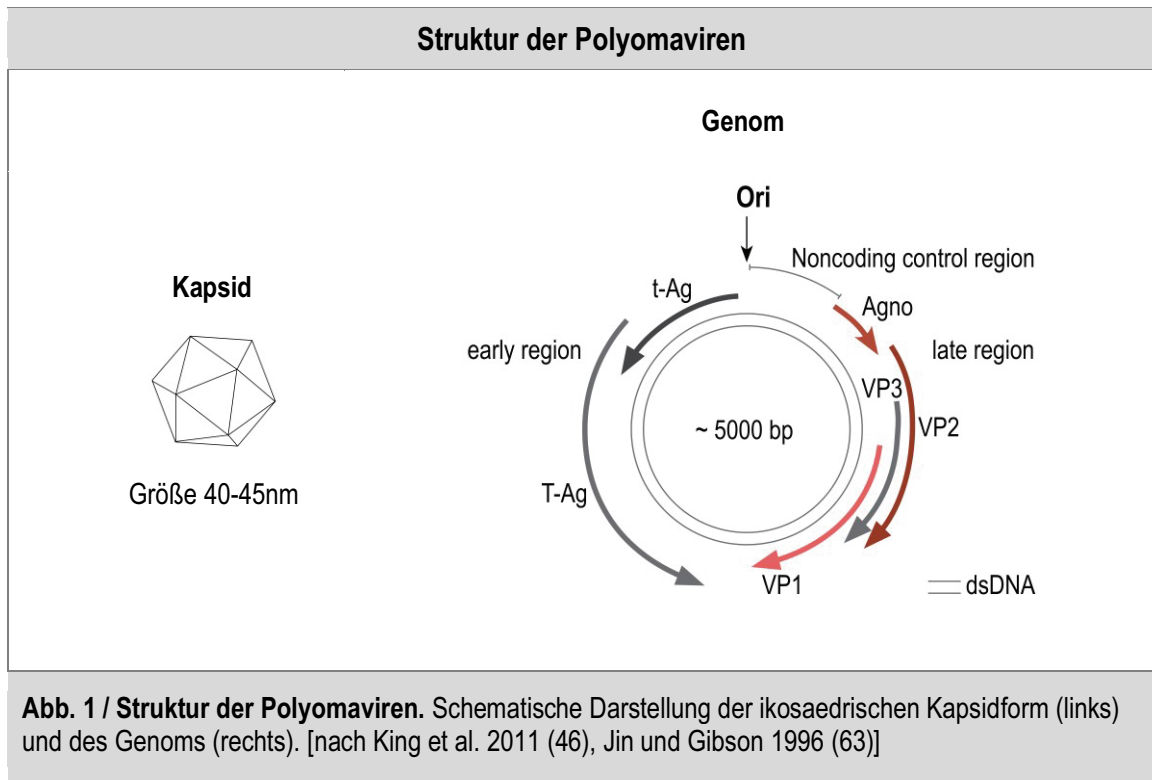 Struktur der Polyomaviren
Genom
Ori
Noncoding control region
Kapsid
t-Ag
Agno
early region
late region
VP3
~ 5000 bp
VP2
Größe 40-45nm
T-Ag
VP1
dsDNA
Abb. 1 / Struktur der Polyomaviren. Schematische Darstellung der ikosaedrischen Kapsidform (links)
und des Genoms (rechts). [nach King et al. 2011 (46), Jin und Gibson 1996 (63)]